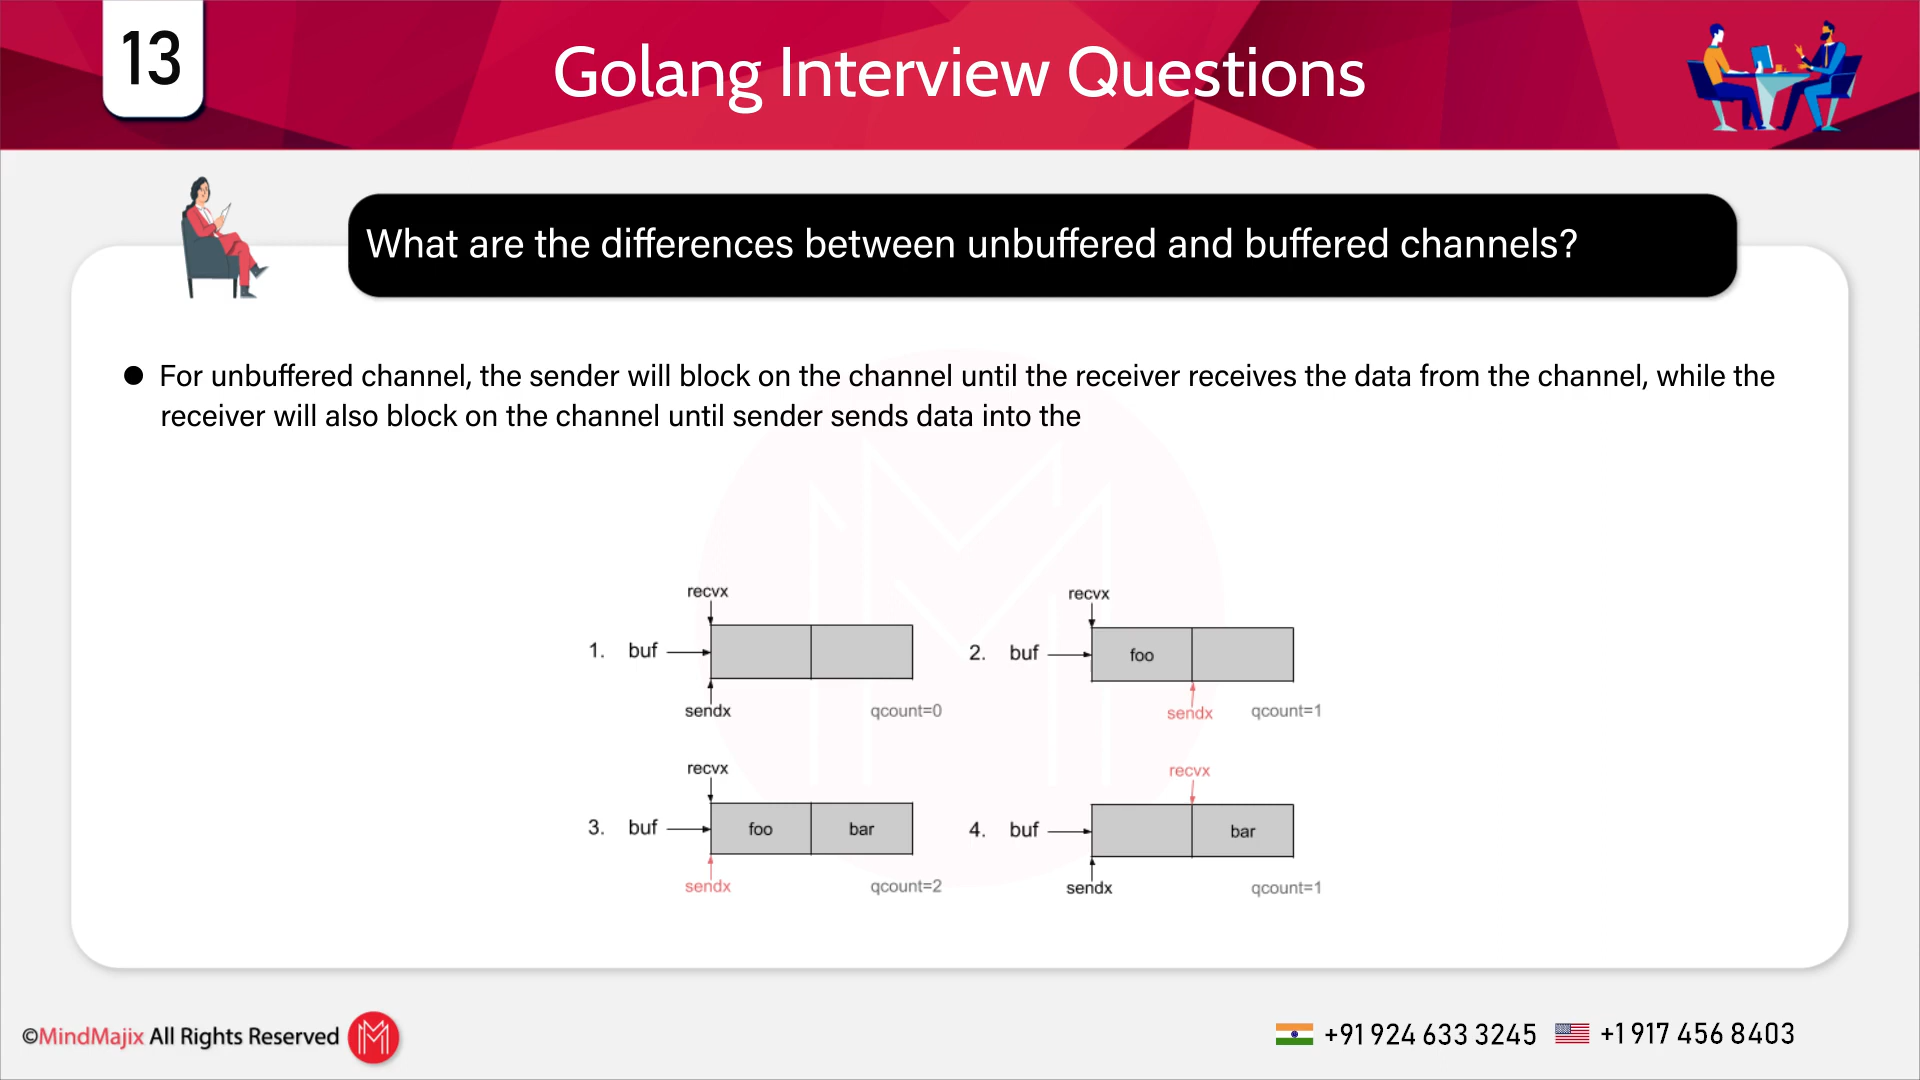 13
Golang Interview Questions
What are the differences between unbuffered and buffered channels?
● For unbuffered channel, the sender will block on the channel until the receiver receives the data from the channel, while the
receiver will also block on the channel until sender sends data into the
recvx
1. buf
sendx
qcount=0
recvx
2. buf
foo
sendx
qcount=1
recvx
3. buf
foo
bar
sendx
qcount=2
recvx
4. buf
bar
sendx
qcount=1
©MindMajix All Rights Reserved
+91 924 633 3245
+1 917 456 8403